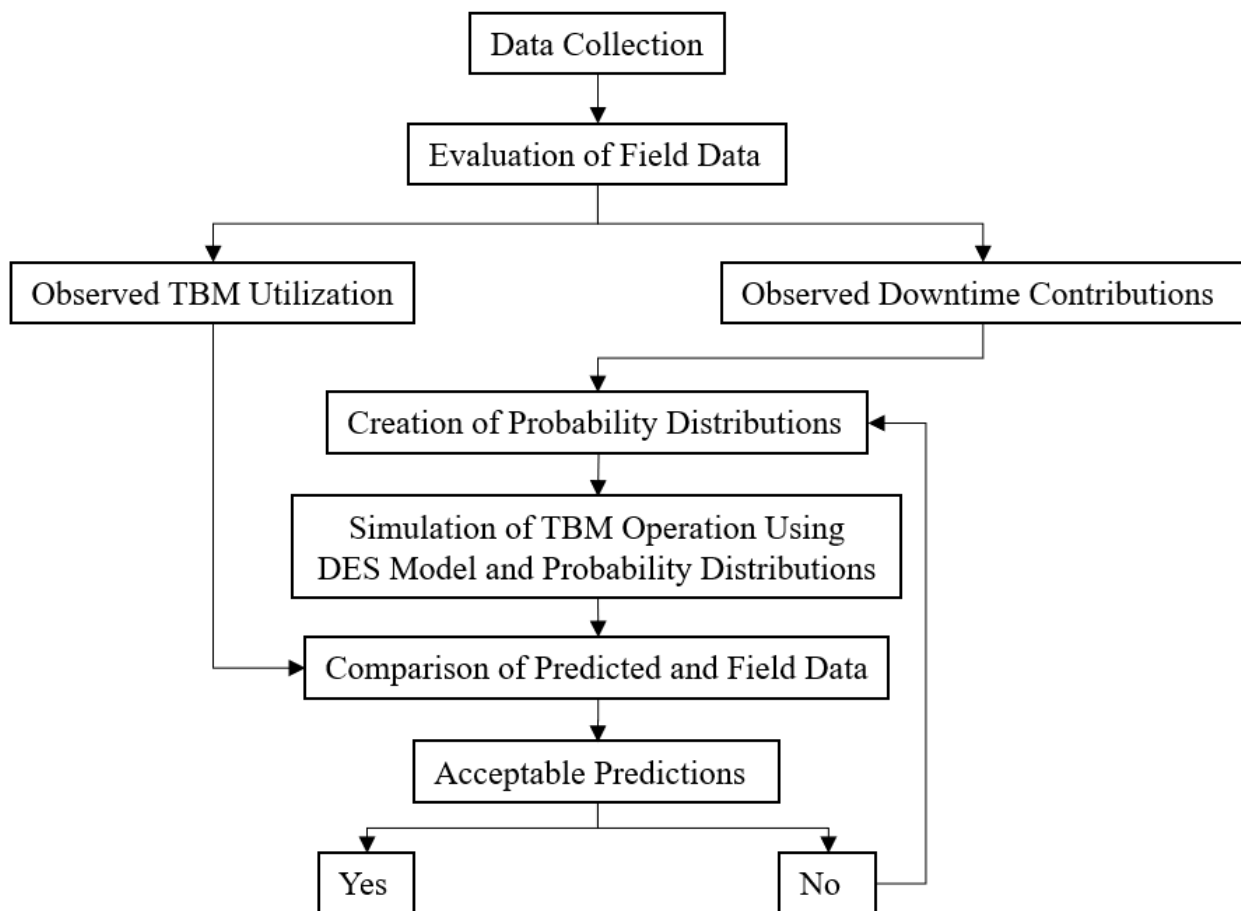 Data Collection
Evaluation of Field Data
Observed TBM Utilization
Observed Downtime Contributions
Creation of Probability Distributions
Simulation of TBM Operation Using
DES Model and Probability Distributions
Comparison of Predicted and Field Data
Acceptable Predictions
Yes
No